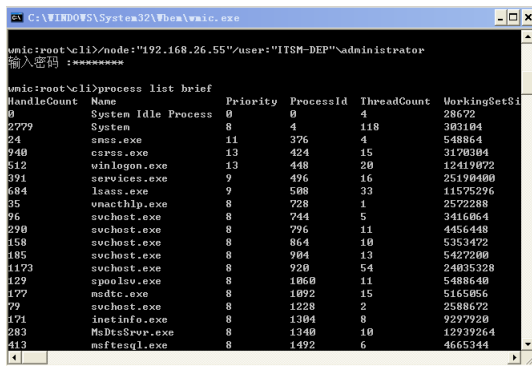 C:\WINDOWS\System32\Wbem\wmic.exe
wmic:root\cli>/node:"192.168.26.55"/user:"ITSM-DEP"\administrator
输入密码 :********
wmic:root\cli>process list brief
HandleCount Name Priority ProcessId ThreadCount WorkingSetSi
0 System Idle Process 0 0 4 28672
2779 System 8 4 118 303104
24 smss.exe 11 376 4 548864
940 csrss.exe 13 424 15 3170304
512 winlogon.exe 13 448 20 12419072
391 services.exe 9 496 16 25190400
684 lsass.exe 9 508 33 11575296
35 vmacthlp.exe 8 728 1 2572288
96 svchost.exe 8 744 5 3416064
290 svchost.exe 8 796 11 4456448
158 svchost.exe 8 864 10 5353472
185 svchost.exe 8 904 13 5427200
1173 svchost.exe 8 920 54 24035328
129 spoolsv.exe 8 1060 11 5488640
177 msdtc.exe 8 1092 15 5165056
79 svchost.exe 8 1228 2 2588672
171 inetinfo.exe 8 1304 8 9297920
283 MsDtsSrvr.exe 8 1340 10 12939264
413 msftesql.exe 8 1492 6 4665344